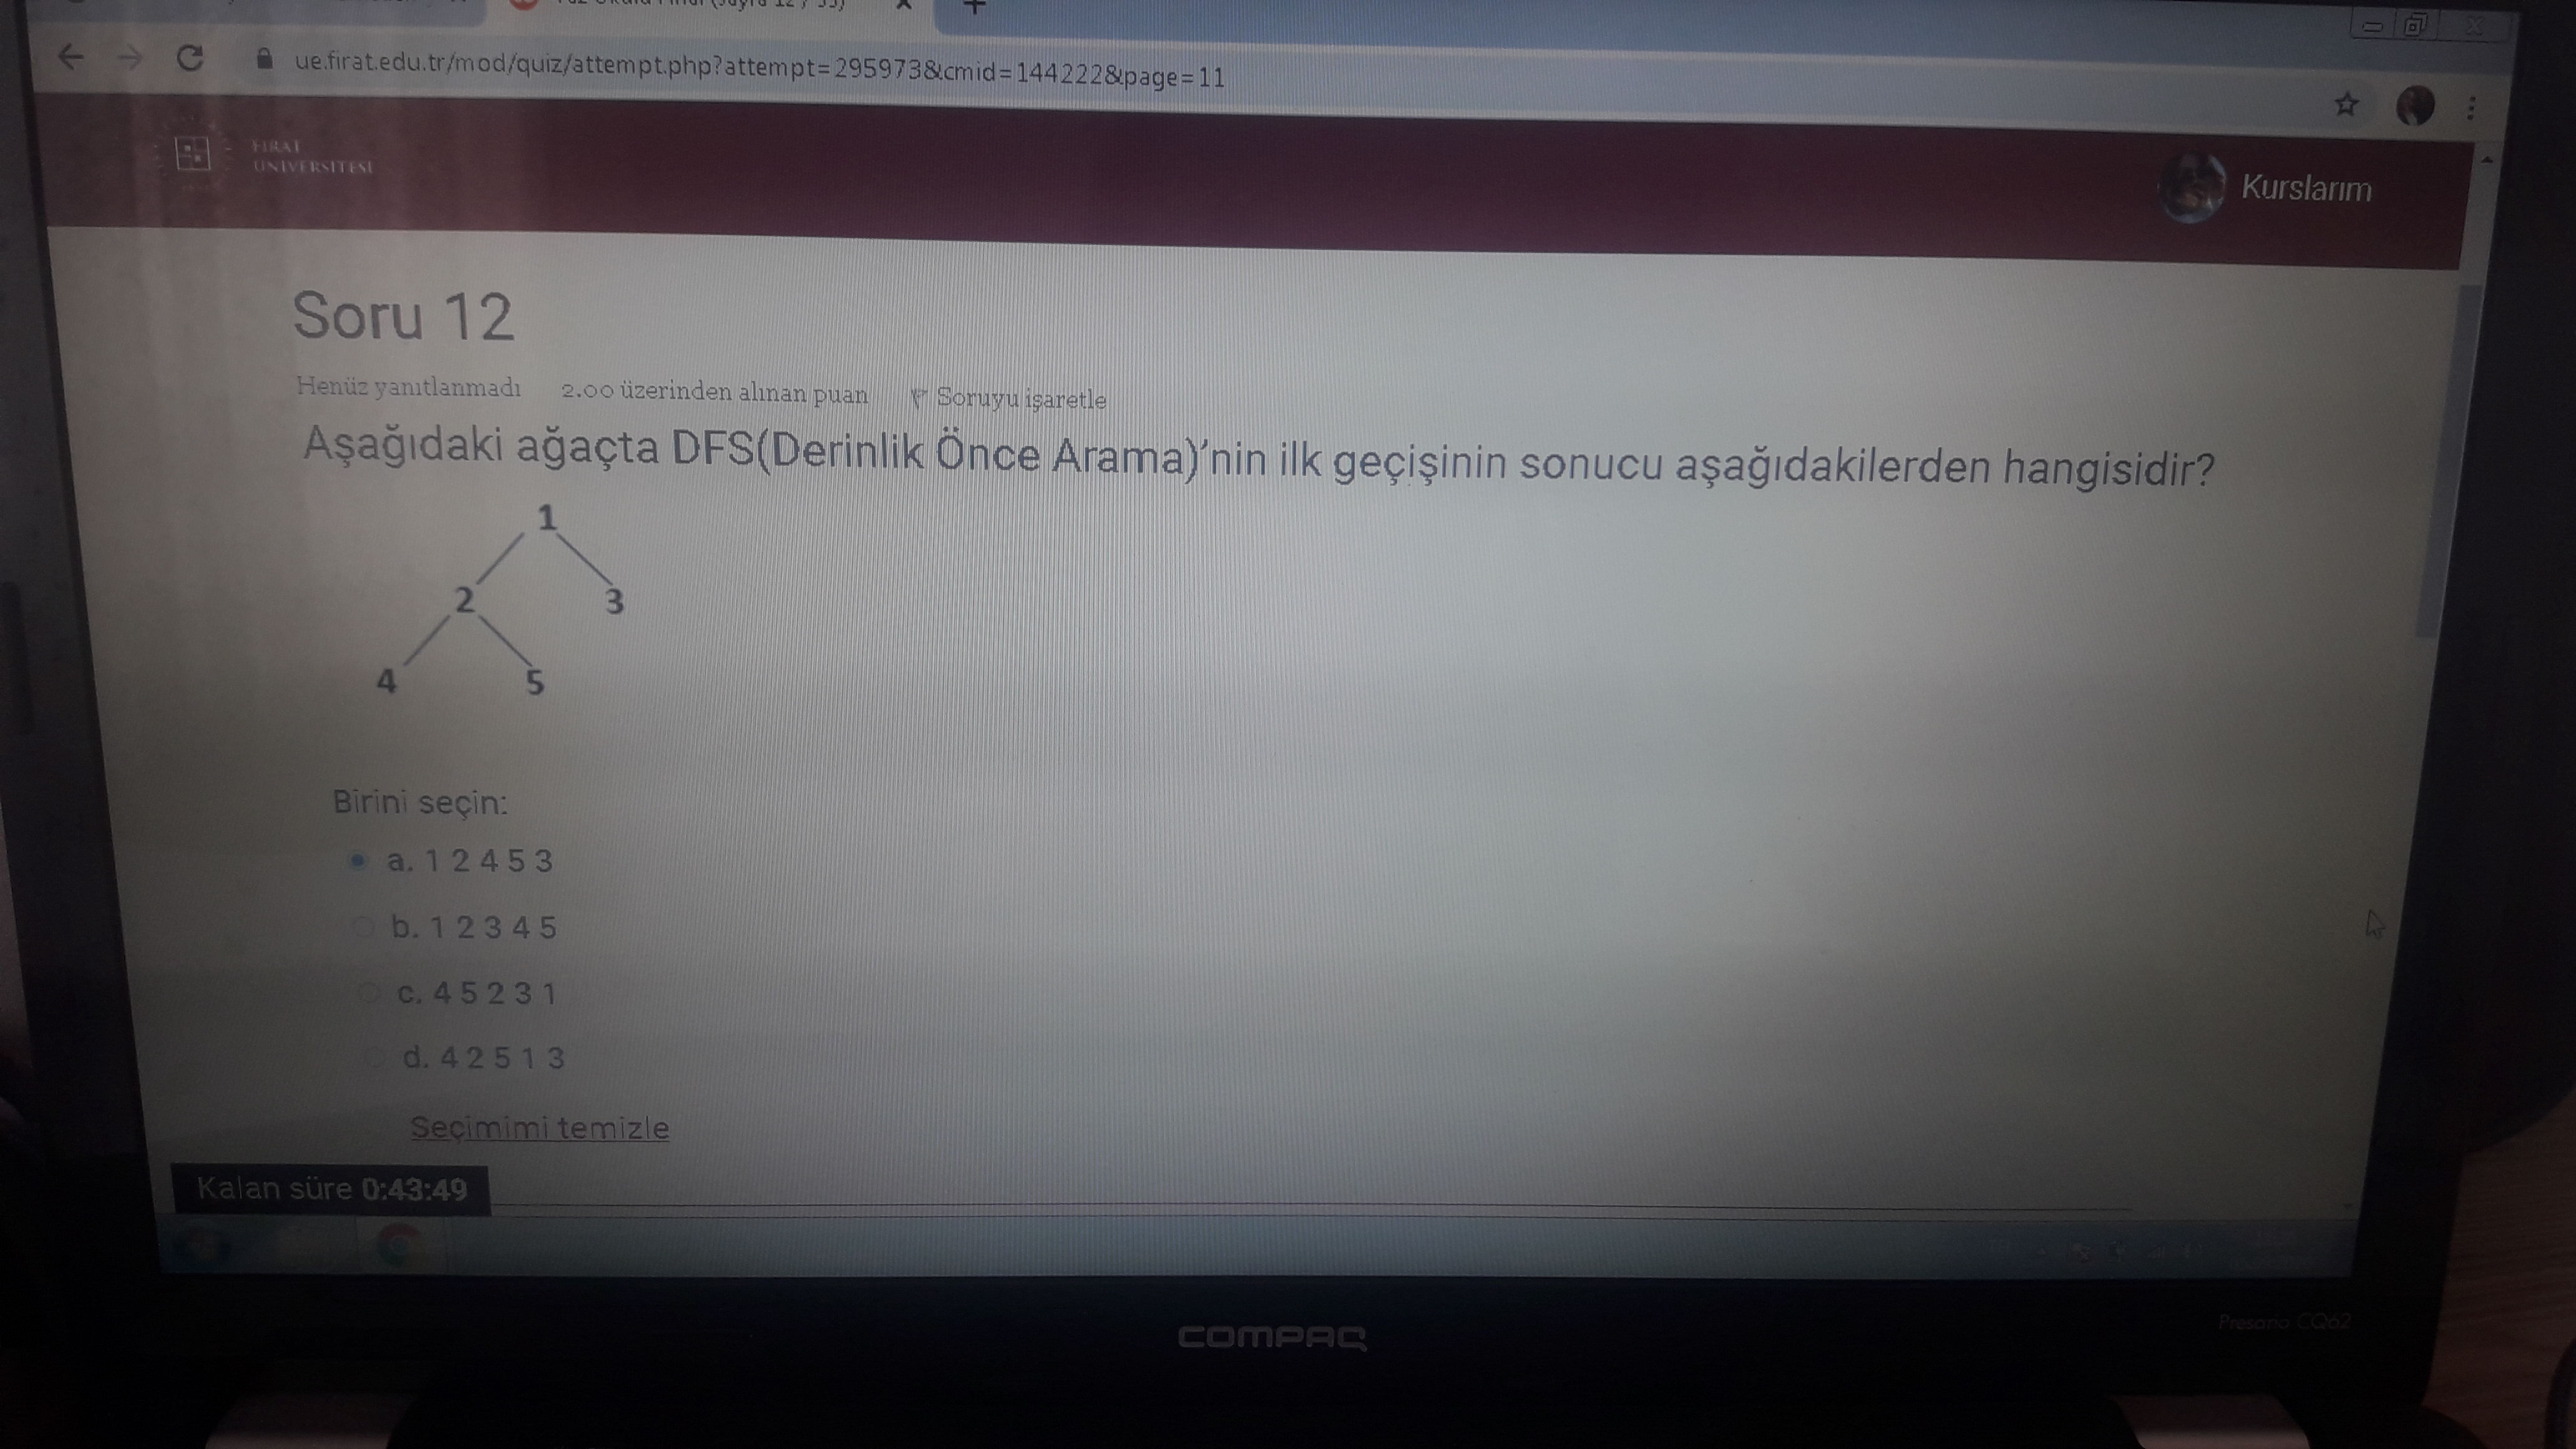 ue.firat.edu.tr/mod/quiz/attempt.php?attempt=295973&cmid=144222&page=11
FIRAT
ÜNİVERSİTESİ
Kurslarım
Soru 12
Henüz yanıtlanmadı 2.00 üzerinden alınan puan Soruyu işaretle
Aşağıdaki ağaçta DFS(Derinlik Önce Arama)'nin ilk geçişinin sonucu aşağıdakilerden hangisidir?
1
2 3
4 5
Birini seçin:
a. 1 2 4 5 3
b. 1 2 3 4 5
c. 4 5 2 3 1
d. 4 2 5 1 3
Seçimimi temizle
Kalan süre 0:43:49
COMPAQ
Presario CQ62